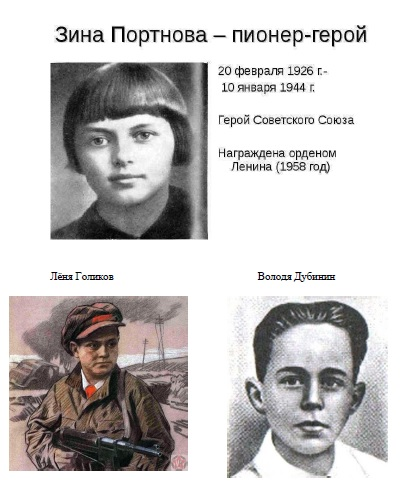 Зина Портнова – пионер-герой
20 февраля 1926 г.-
10 января 1944 г.
Герой Советского Союза
Награждена орденом
Ленина (1958 год)
Лёня Голиков
Володя Дубинин